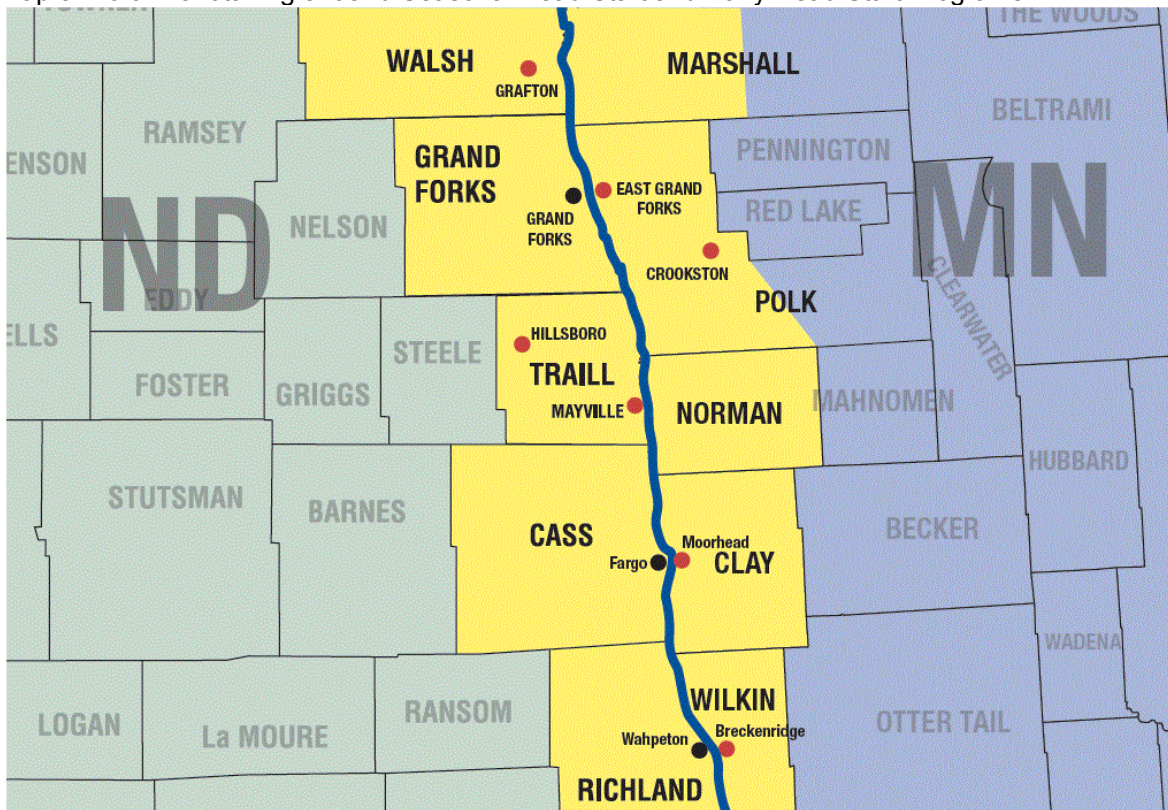 THE WOODS
WALSH
MARSHALL
GRAFTON
BELTRAMI
RAMSEY
ENSON
GRAND
FORKS
PENNINGTON
ND
MN
EAST GRAND
FORKS
RED LAKE
NELSON
GRAND
FORKS
CROOKSTON
CLEARWATER
EDDY
POLK
ELLS
HILLSBORO
STEELE
FOSTER
TRAILL
GRIGGS
MAYVILLE
NORMAN
MAHNOMEN
HUBBARD
STUTSMAN
BARNES
CASS
BECKER
Moorhead
Fargo
CLAY
WADENA
WILKIN
LOGAN
La MOURE
RANSOM
OTTER TAIL
Wahpeton
Breckenridge
RICHLAND